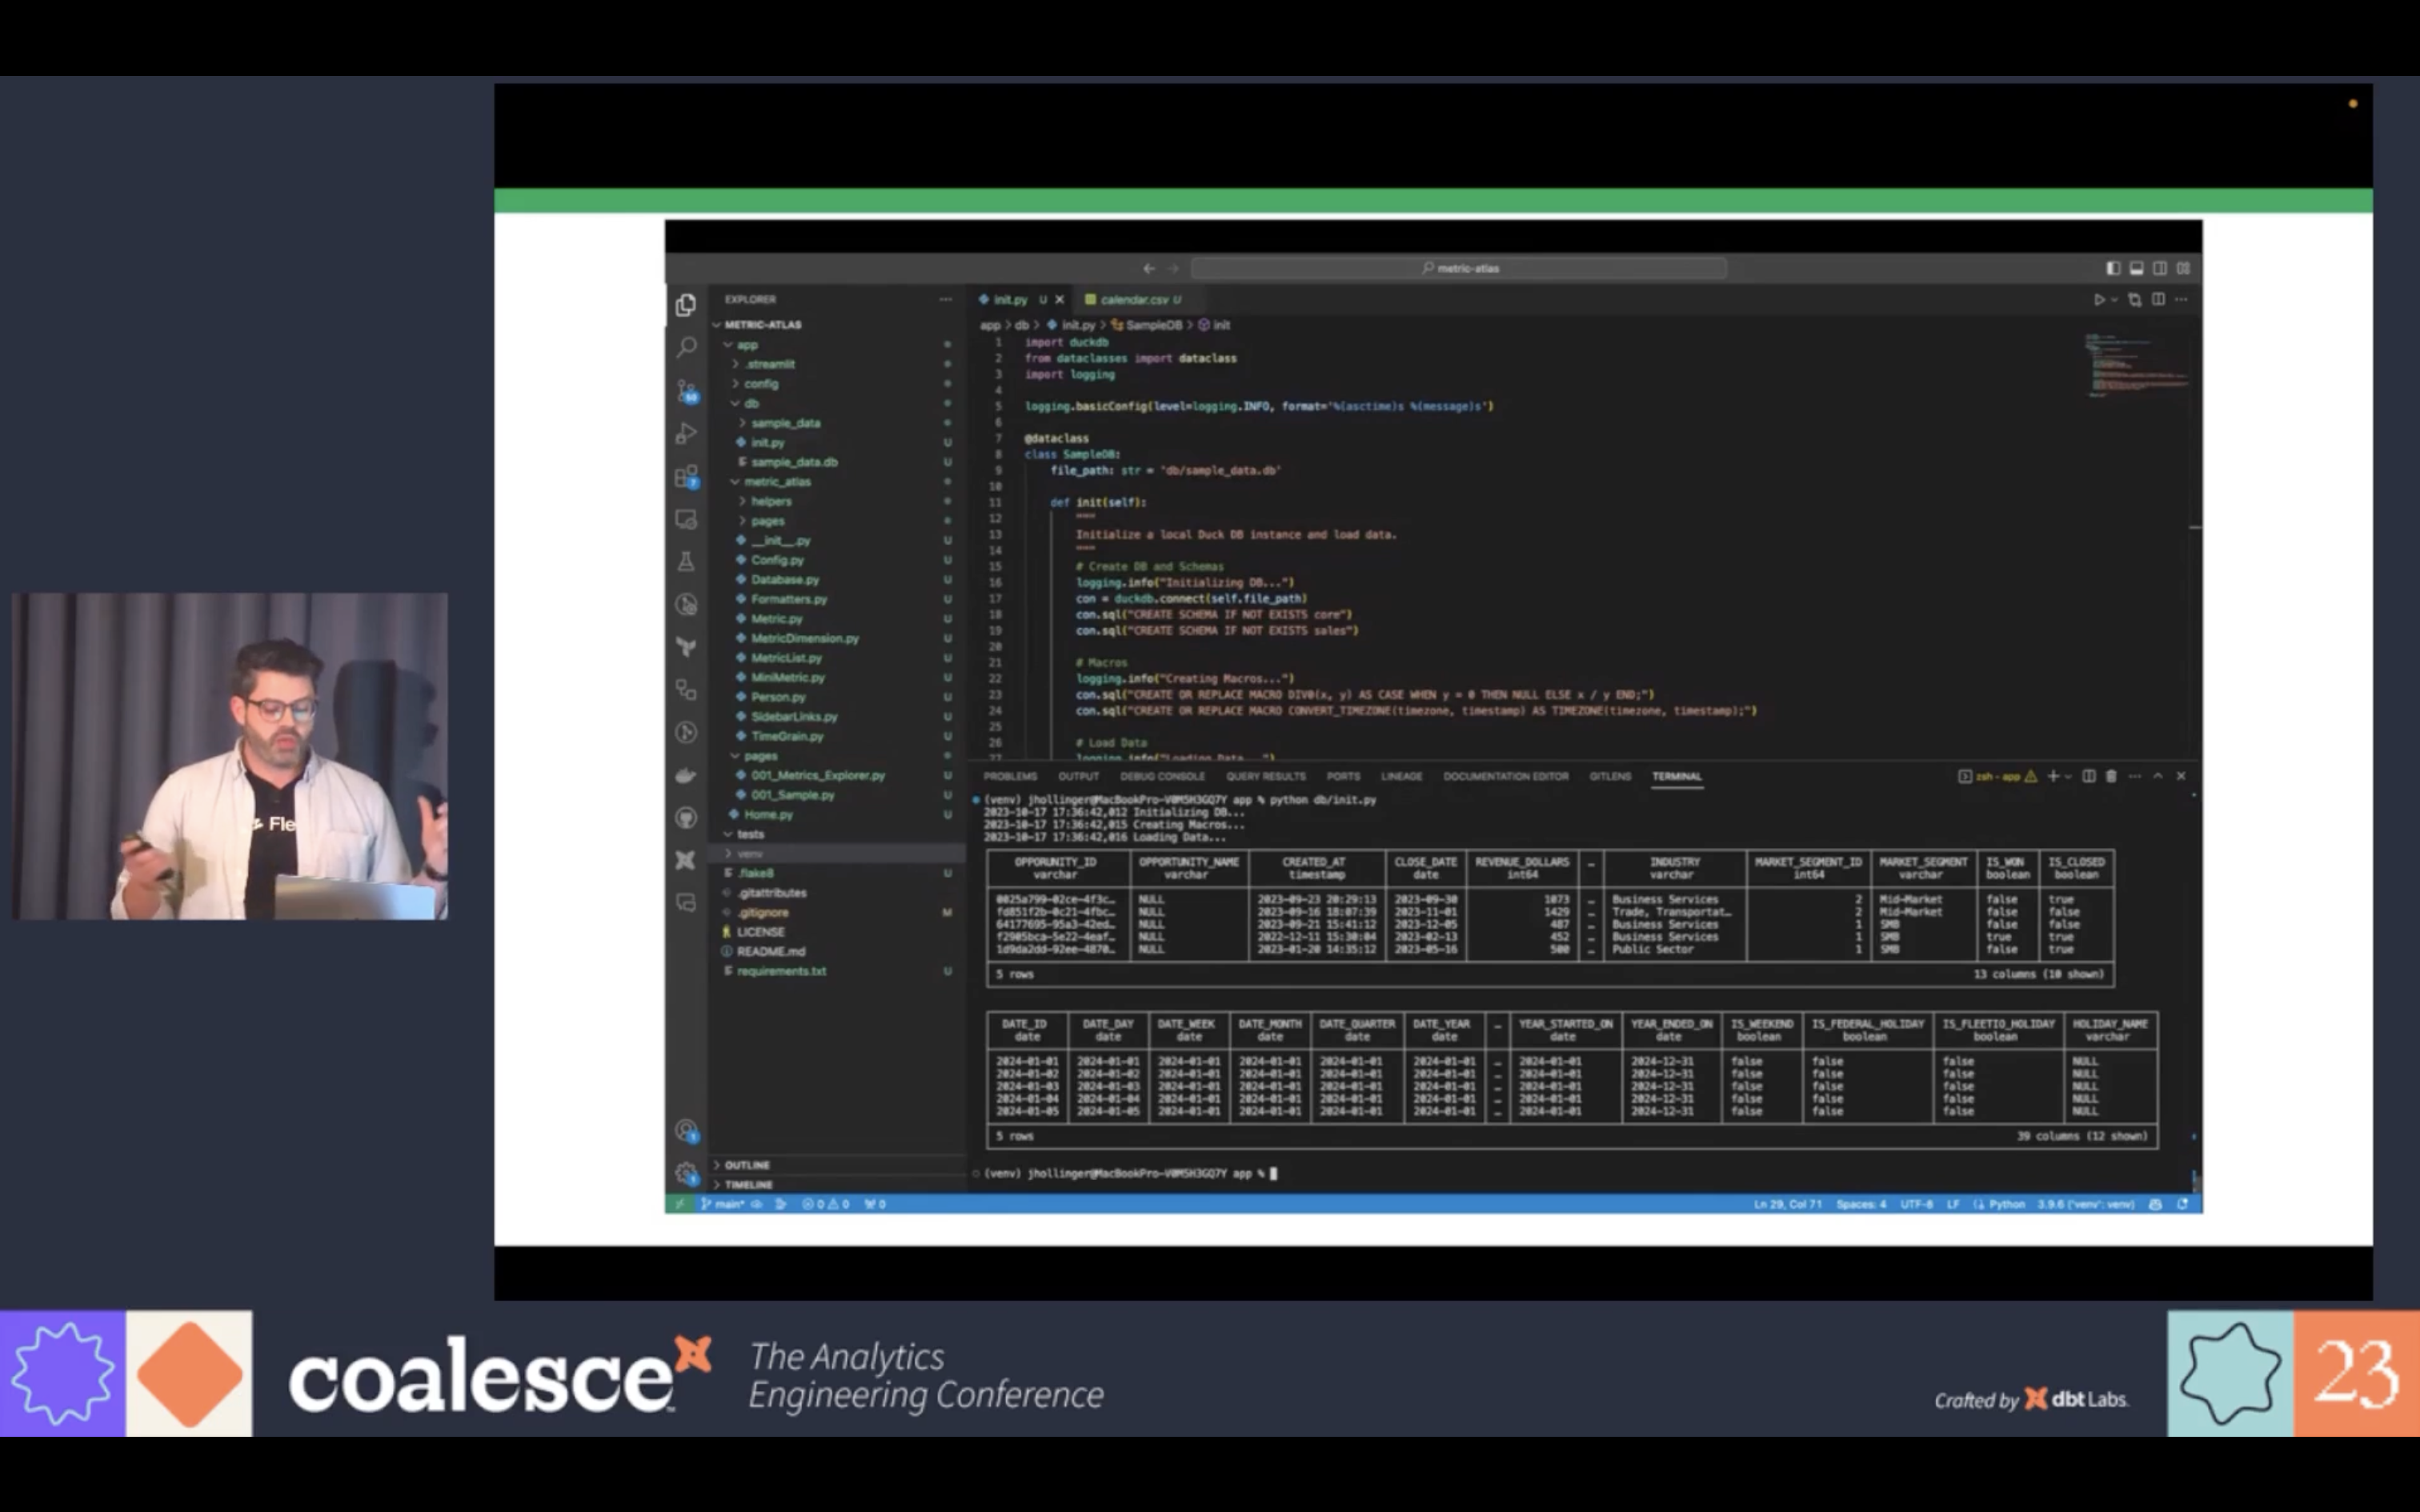 metric-atlas
EXPLORER
METRIC-ATLAS
app
.streamlit
config
db
sample_data
init.py U
sample_data.db U
metric_atlas
helpers
pages
__init__.py U
Config.py U
Database.py U
Formatters.py U
Metric.py U
MetricDimension.py U
MetricList.py U
MiniMetric.py U
Person.py U
SidebarLinks.py U
TimeGrain.py U
pages
001_Metrics_Explorer.py U
001_Sample.py U
Home.py U
tests
venv
.flake8 U
.gitattributes
.gitignore M
LICENSE
README.md
requirements.txt U
OUTLINE
TIMELINE
init.py U calendar.csv U
app > db > init.py > SampleDB > init
1 import duckdb
2 from dataclasses import dataclass
3 import logging
4
5 logging.basicConfig(level=logging.INFO, format='%(asctime)s %(message)s')
6
7 @dataclass
8 class SampleDB:
9 file_path: str = 'db/sample_data.db'
10
11 def init(self):
12 """
13 Initialize a local Duck DB instance and load data.
14 """
15 # Create DB and Schemas
16 logging.info("Initializing DB...")
17 con = duckdb.connect(self.file_path)
18 con.sql("CREATE SCHEMA IF NOT EXISTS core")
19 con.sql("CREATE SCHEMA IF NOT EXISTS sales")
20
21 # Macros
22 logging.info("Creating Macros...")
23 con.sql("CREATE OR REPLACE MACRO DIV0(x, y) AS CASE WHEN y = 0 THEN NULL ELSE x / y END;")
24 con.sql("CREATE OR REPLACE MACRO CONVERT_TIMEZONE(timezone, timestamp) AS TIMEZONE(timezone, timestamp);")
25
26 # Load Data
27 logging.info("Loading Data...")
PROBLEMS OUTPUT DEBUG CONSOLE QUERY RESULTS PORTS LINEAGE DOCUMENTATION EDITOR GITLENS TERMINAL zsh - app
(venv) jhollinger@MacBookPro-V0M5H3GQ7Y app % python db/init.py
2023-10-17 17:36:42,012 Initializing DB...
2023-10-17 17:36:42,015 Creating Macros...
2023-10-17 17:36:42,016 Loading Data...
OPPORUNITY_ID OPPORTUNITY_NAME CREATED_AT CLOSE_DATE REVENUE_DOLLARS … INDUSTRY MARKET_SEGMENT_ID MARKET_SEGMENT IS_WON IS_CLOSED
varchar varchar timestamp date int64 varchar int64 varchar boolean boolean
0025a799-02ce-4f3c… NULL 2023-09-23 20:29:13 2023-09-30 1073 … Business Services 2 Mid-Market false true
fd851f2b-0c21-4fbc… NULL 2023-09-16 18:07:39 2023-11-01 1429 … Trade, Transportat… 2 Mid-Market false false
64177695-95a3-42ed… NULL 2023-09-21 15:41:12 2023-12-05 487 … Business Services 1 SMB false false
f2905bca-5e22-4eaf… NULL 2022-12-11 15:30:04 2023-02-13 452 … Business Services 1 SMB true true
1d9da2dd-92ee-4870… NULL 2023-01-20 14:35:12 2023-05-16 500 … Public Sector 1 SMB false true
5 rows 13 columns (10 shown)
DATE_ID DATE_DAY DATE_WEEK DATE_MONTH DATE_QUARTER DATE_YEAR … YEAR_STARTED_ON YEAR_ENDED_ON IS_WEEKEND IS_FEDERAL_HOLIDAY IS_FLEETIO_HOLIDAY HOLIDAY_NAME
date date date date date date date date boolean boolean boolean varchar
2024-01-01 2024-01-01 2024-01-01 2024-01-01 2024-01-01 2024-01-01 … 2024-01-01 2024-12-31 false false false NULL
2024-01-02 2024-01-02 2024-01-01 2024-01-01 2024-01-01 2024-01-01 … 2024-01-01 2024-12-31 false false false NULL
2024-01-03 2024-01-03 2024-01-01 2024-01-01 2024-01-01 2024-01-01 … 2024-01-01 2024-12-31 false false false NULL
2024-01-04 2024-01-04 2024-01-01 2024-01-01 2024-01-01 2024-01-01 … 2024-01-01 2024-12-31 false false false NULL
2024-01-05 2024-01-05 2024-01-01 2024-01-01 2024-01-01 2024-01-01 … 2024-01-01 2024-12-31 false false false NULL
5 rows 39 columns (12 shown)
(venv) jhollinger@MacBookPro-V0M5H3GQ7Y app %
main* 0 0 0 Ln 29, Col 71 Spaces: 4 UTF-8 LF Python 3.9.6 ('venv': venv)
Fle
coalesce
The Analytics
Engineering Conference
Crafted by dbt Labs
23